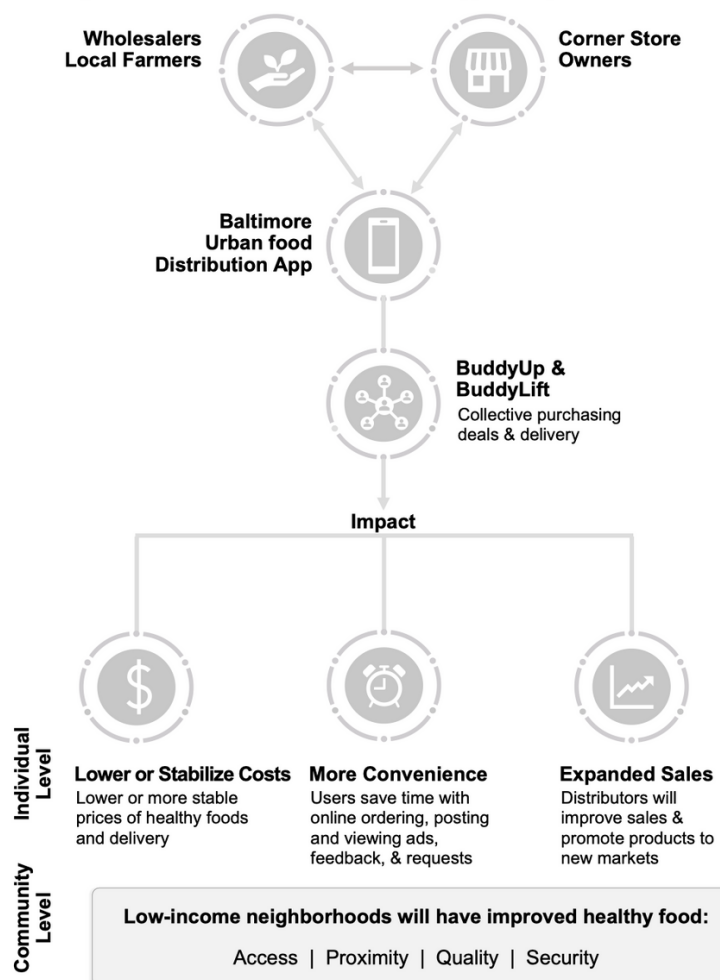 Wholesalers
Local Farmers
Corner Store
Owners
Baltimore
Urban food
Distribution App
BuddyUp &
BuddyLift
Collective purchasing
deals & delivery
Impact
Individual
Level
Lower or Stabilize Costs
Lower or more stable
prices of healthy foods
and delivery
More Convenience
Users save time with
online ordering, posting
and viewing ads,
feedback, & requests
Expanded Sales
Distributors will
improve sales &
promote products to
new markets
Community
Level
Low-income neighborhoods will have improved healthy food:
Access | Proximity | Quality | Security